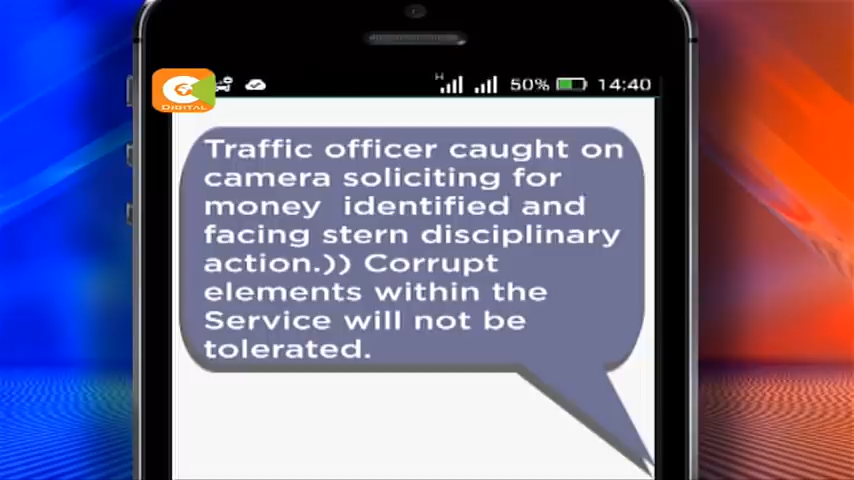 H
50%
14:40
DIGITAL
Traffic officer caught on
camera soliciting for
money  identified and
facing stern disciplinary
action.)) Corrupt
elements within the
Service will not be
tolerated.